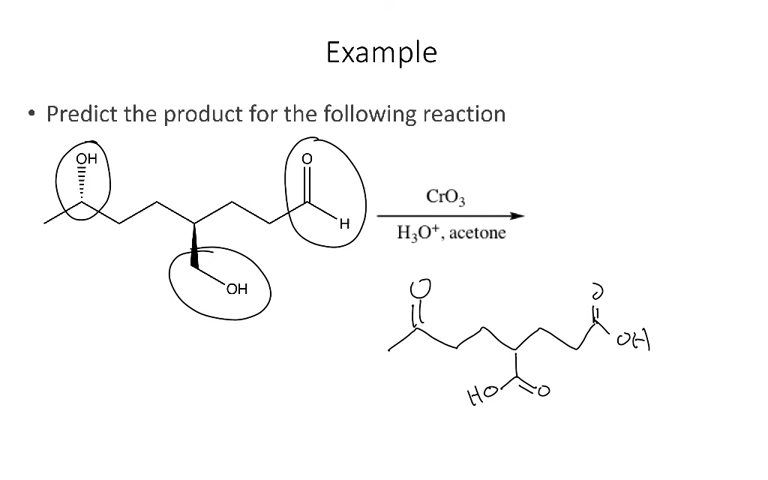 Example
• Predict the product for the following reaction
OH
O
H
OH
CrO₃
H₃O⁺, acetone
O
O
OH
HO
O